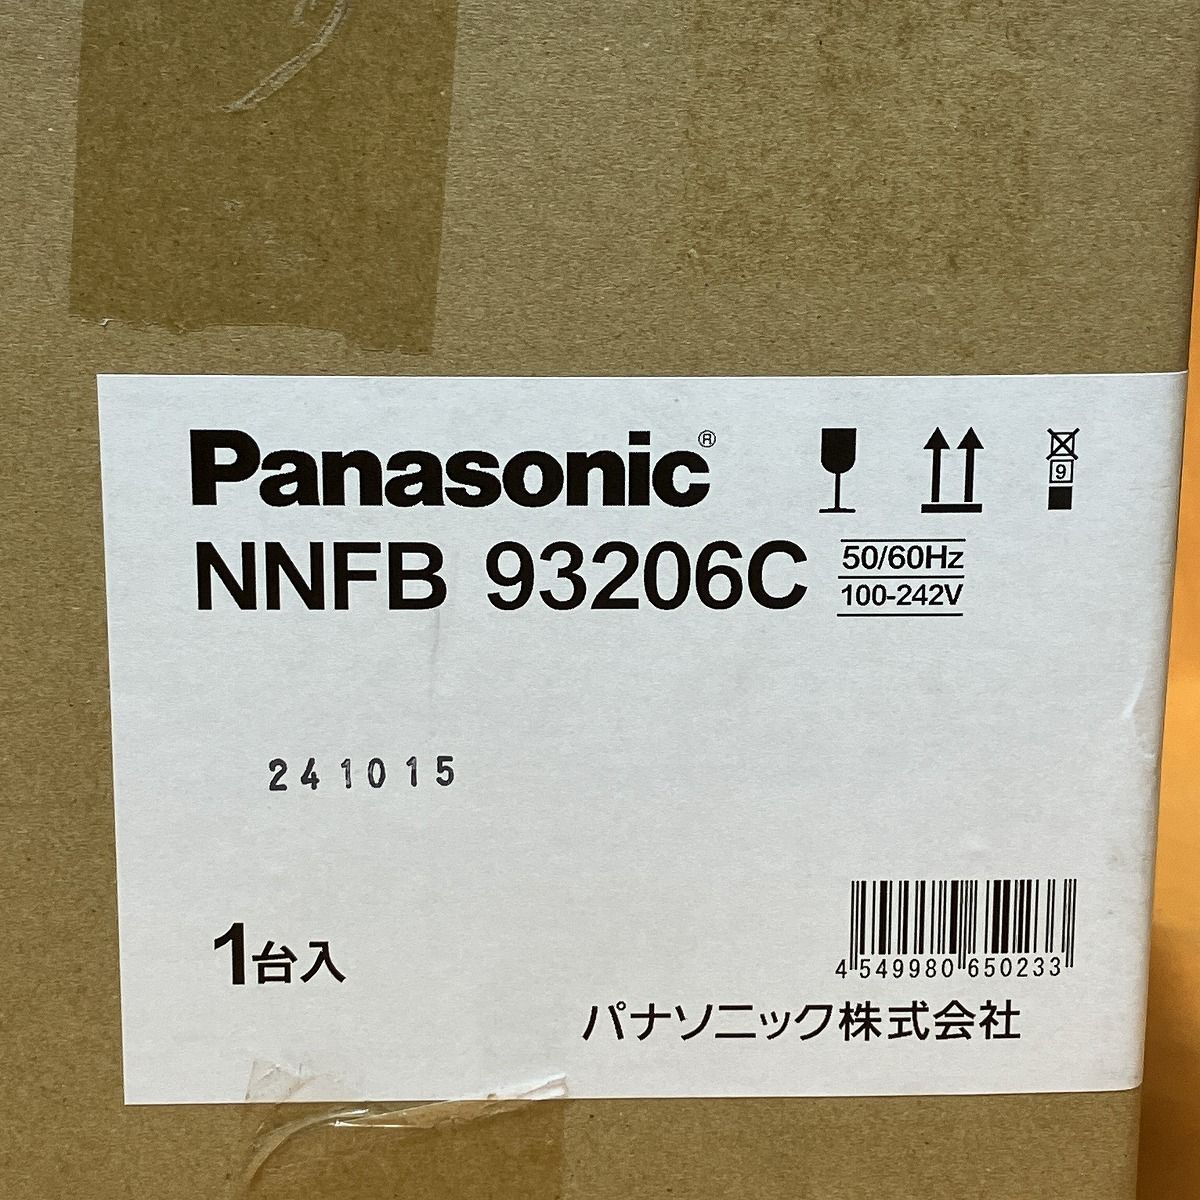 Panasonic®
9
NNFB 93206C
50/60Hz
100-242V
241015
1台入
4 549980 650233
パナソニック株式会社